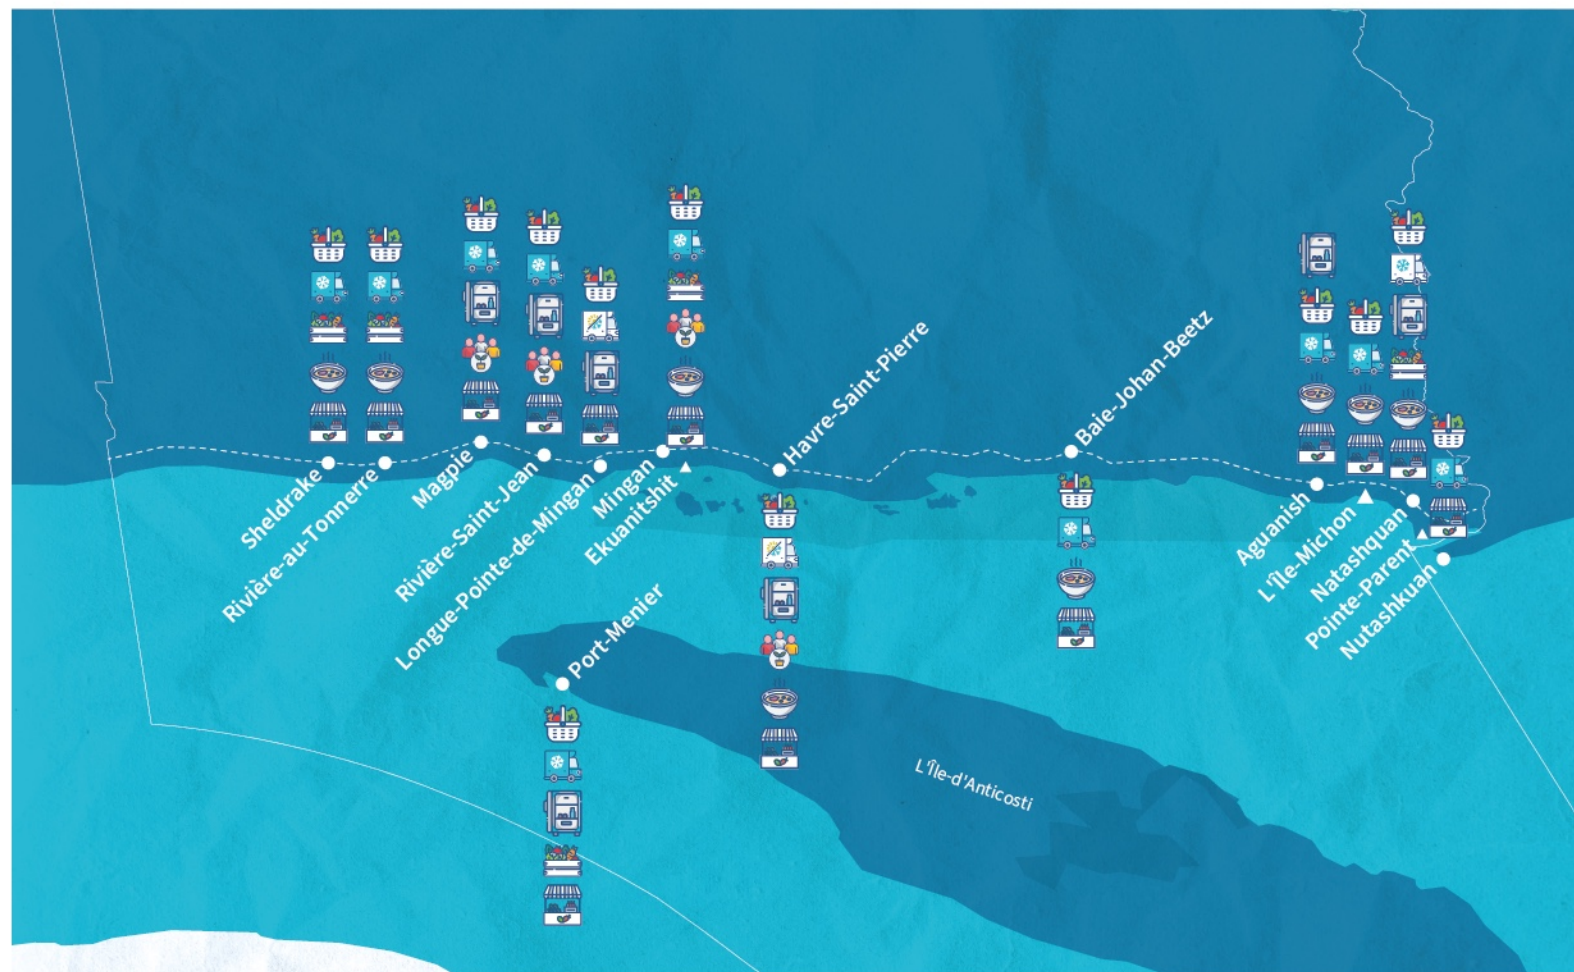 Sheldrake
Rivière-au-Tonnerre
Magpie
Rivière-Saint-Jean
Longue-Pointe-de-Mingan
Mingan
Ekuanitshit
Havre-Saint-Pierre
Baie-Johan-Beetz
Aguanish
L'Île-Michon
Natashquan
Pointe-Parent
Nutashkuan
Port-Menier
L'Île-d'Anticosti